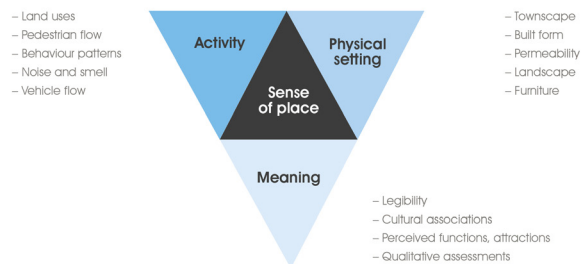 – Land uses
– Pedestrian flow
– Behaviour patterns
– Noise and smell
– Vehicle flow
Activity
Physical
setting
– Townscape
– Built form
– Permeability
– Landscape
– Furniture
Sense
of place
Meaning
– Legibility
– Cultural associations
– Perceived functions, attractions
– Qualitative assessments